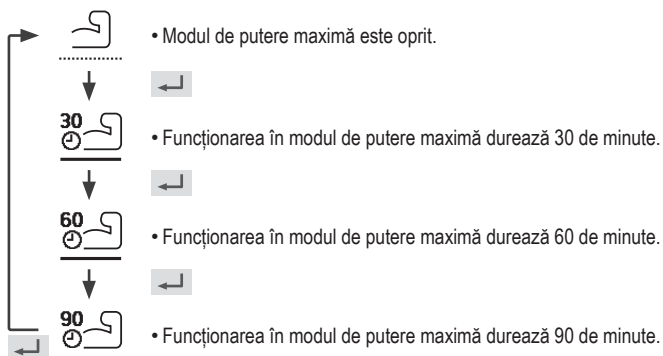 • Modul de putere maximă este oprit.
30
• Funcționarea în modul de putere maximă durează 30 de minute.
60
• Funcționarea în modul de putere maximă durează 60 de minute.
90
• Funcționarea în modul de putere maximă durează 90 de minute.